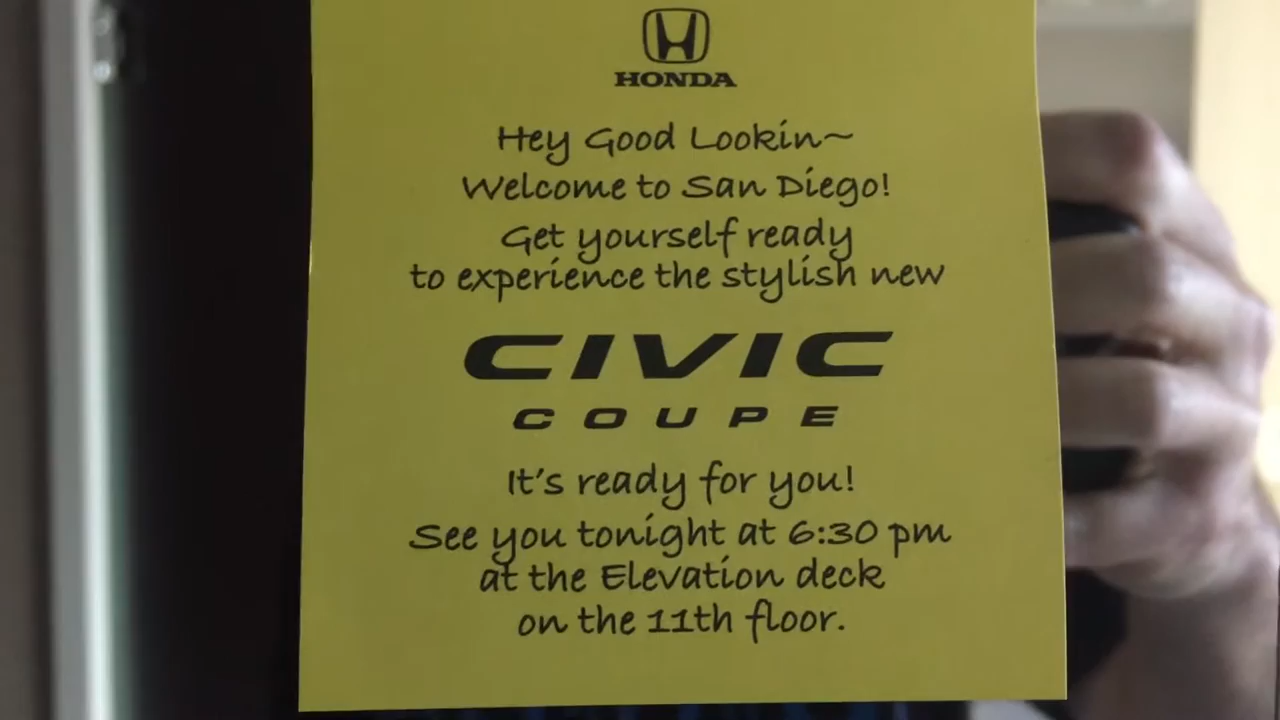 HONDA
Hey Good Lookin~
Welcome to San Diego!
Get yourself ready
to experience the stylish new
CIVIC
COUPE
It's ready for you!
See you tonight at 6:30 pm
at the Elevation deck
on the 11th floor.